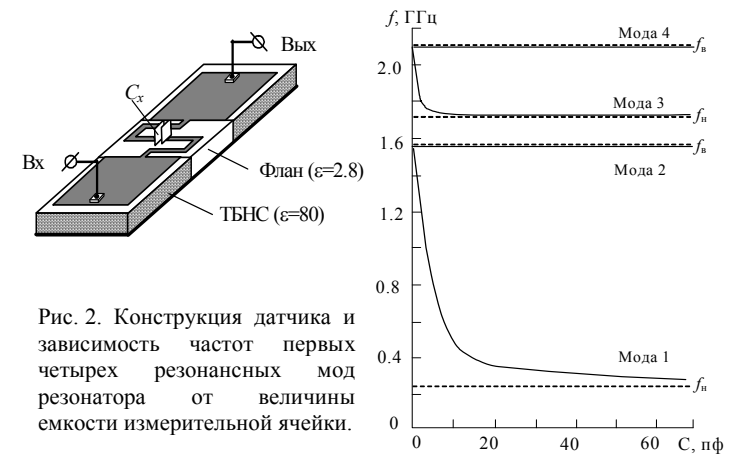 Вых
C_x
Вх
Флан (ε=2.8)
ТБНС (ε=80)
Рис. 2. Конструкция датчика и
зависимость частот первых
четырех резонансных мод
резонатора от величины
емкости измерительной ячейки.
f, ГГц
Мода 4
f_в
2.0
Мода 3
f_н
1.6
f_в
Мода 2
1.2
0.8
0.4
Мода 1
f_н
0
0 20 40 60 С, пф